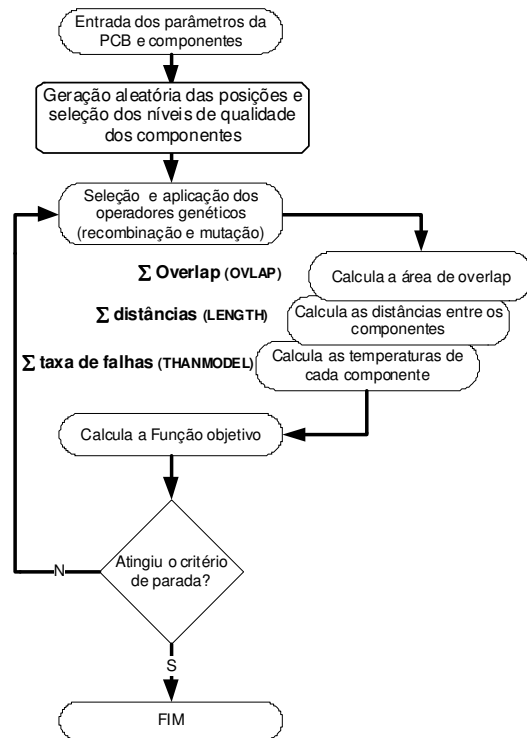 Entrada dos parâmetros da
PCB e componentes
Geração aleatória das posições e
seleção dos níveis de qualidade
dos componentes
Seleção e aplicação dos
operadores genéticos
(recombinação e mutação)
Σ Overlap (OVLAP)
Calcula a área de overlap
Σ distâncias (LENGTH)
Calcula as distâncias entre os
componentes
Σ taxa de falhas (THANMODEL)
Calcula as temperaturas de
cada componente
Calcula a Função objetivo
Atingiu o critério
de parada?
N
S
FIM